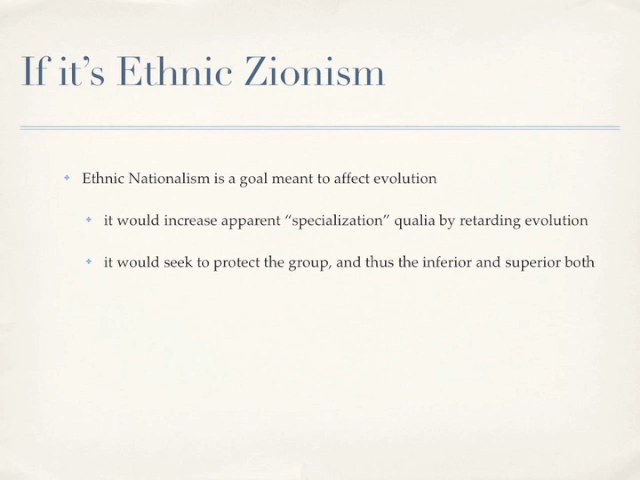 If it’s Ethnic Zionism
Ethnic Nationalism is a goal meant to affect evolution
it would increase apparent “specialization” qualia by retarding evolution
it would seek to protect the group, and thus the inferior and superior both